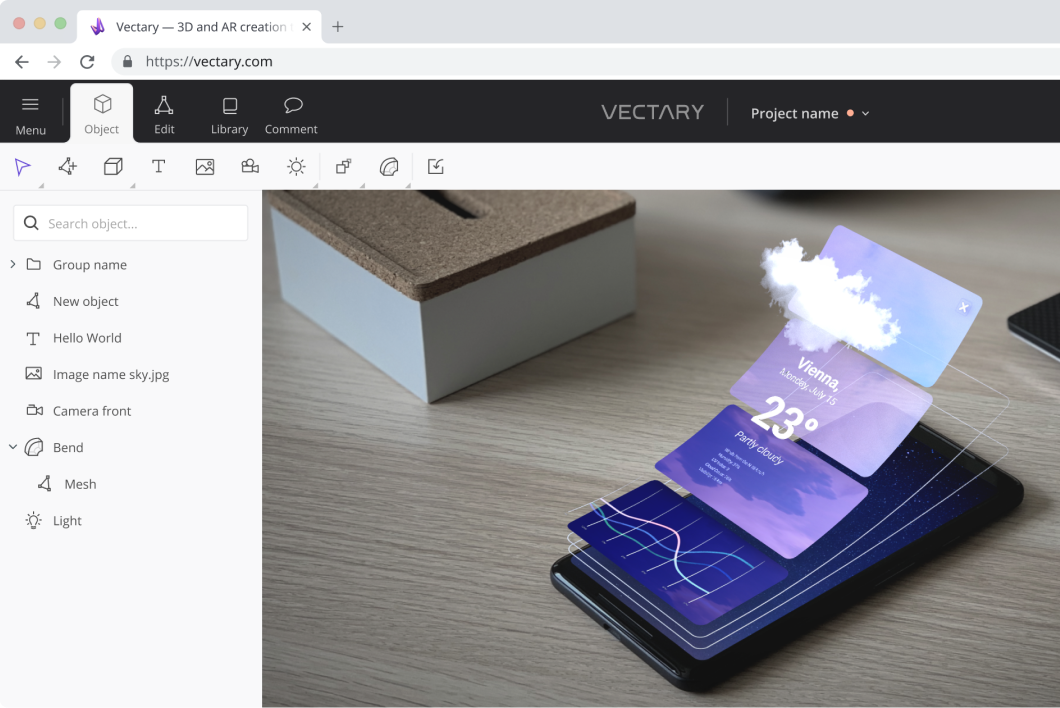 Vectary — 3D and AR creation
https://vectary.com
Menu
Object
Edit
Library
Comment
VECTARY
Project name
Search object...
Group name
New object
Hello World
Image name sky.jpg
Camera front
Bend
Mesh
Light
Vienna,
Monday, July 15
23°
Partly cloudy